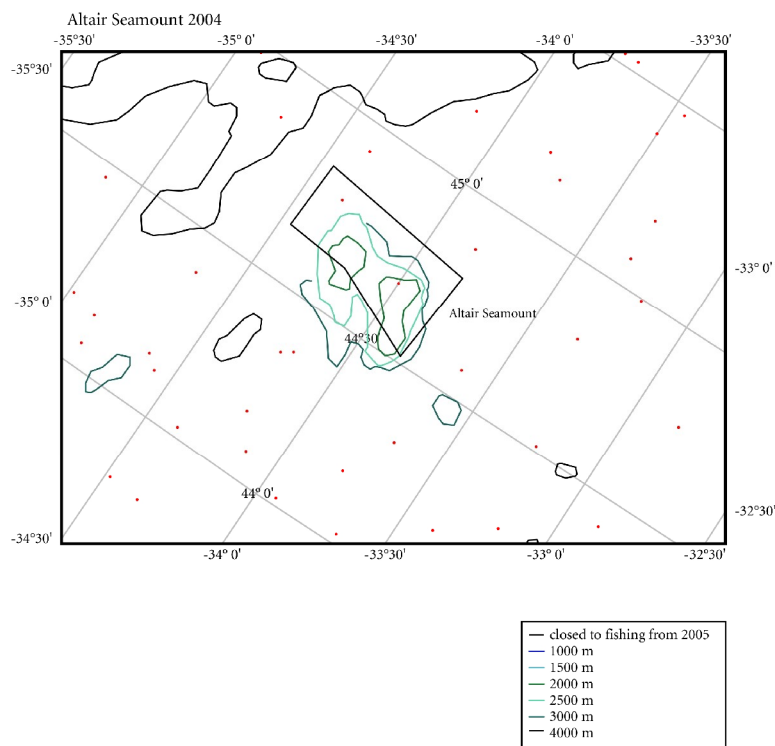 Altair Seamount 2004
-35°30' -35° 0' -34°30' -34° 0' -33°30'
-35°30'
45° 0'
-33° 0'
-35° 0'
Altair Seamount
44°30
44° 0'
-32°30'
-34°30'
-34° 0' -33°30' -33° 0' -32°30'
closed to fishing from 2005
1000 m
1500 m
2000 m
2500 m
3000 m
4000 m